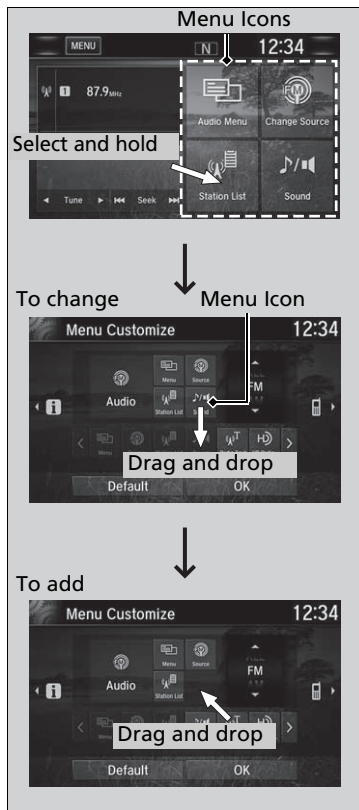 Menu Icons
MENU N 12:34
1 87.9MHz
Audio Menu Change Source
Select and hold
Tune Seek Station List Sound
To change Menu Icon
Menu Customize 12:34
Menu Source
Audio FM
Station List Sound
Menu
Drag and drop
Default OK
To add
Menu Customize 12:34
Menu Source
FM
Audio
Station List
Drag and drop
Default OK